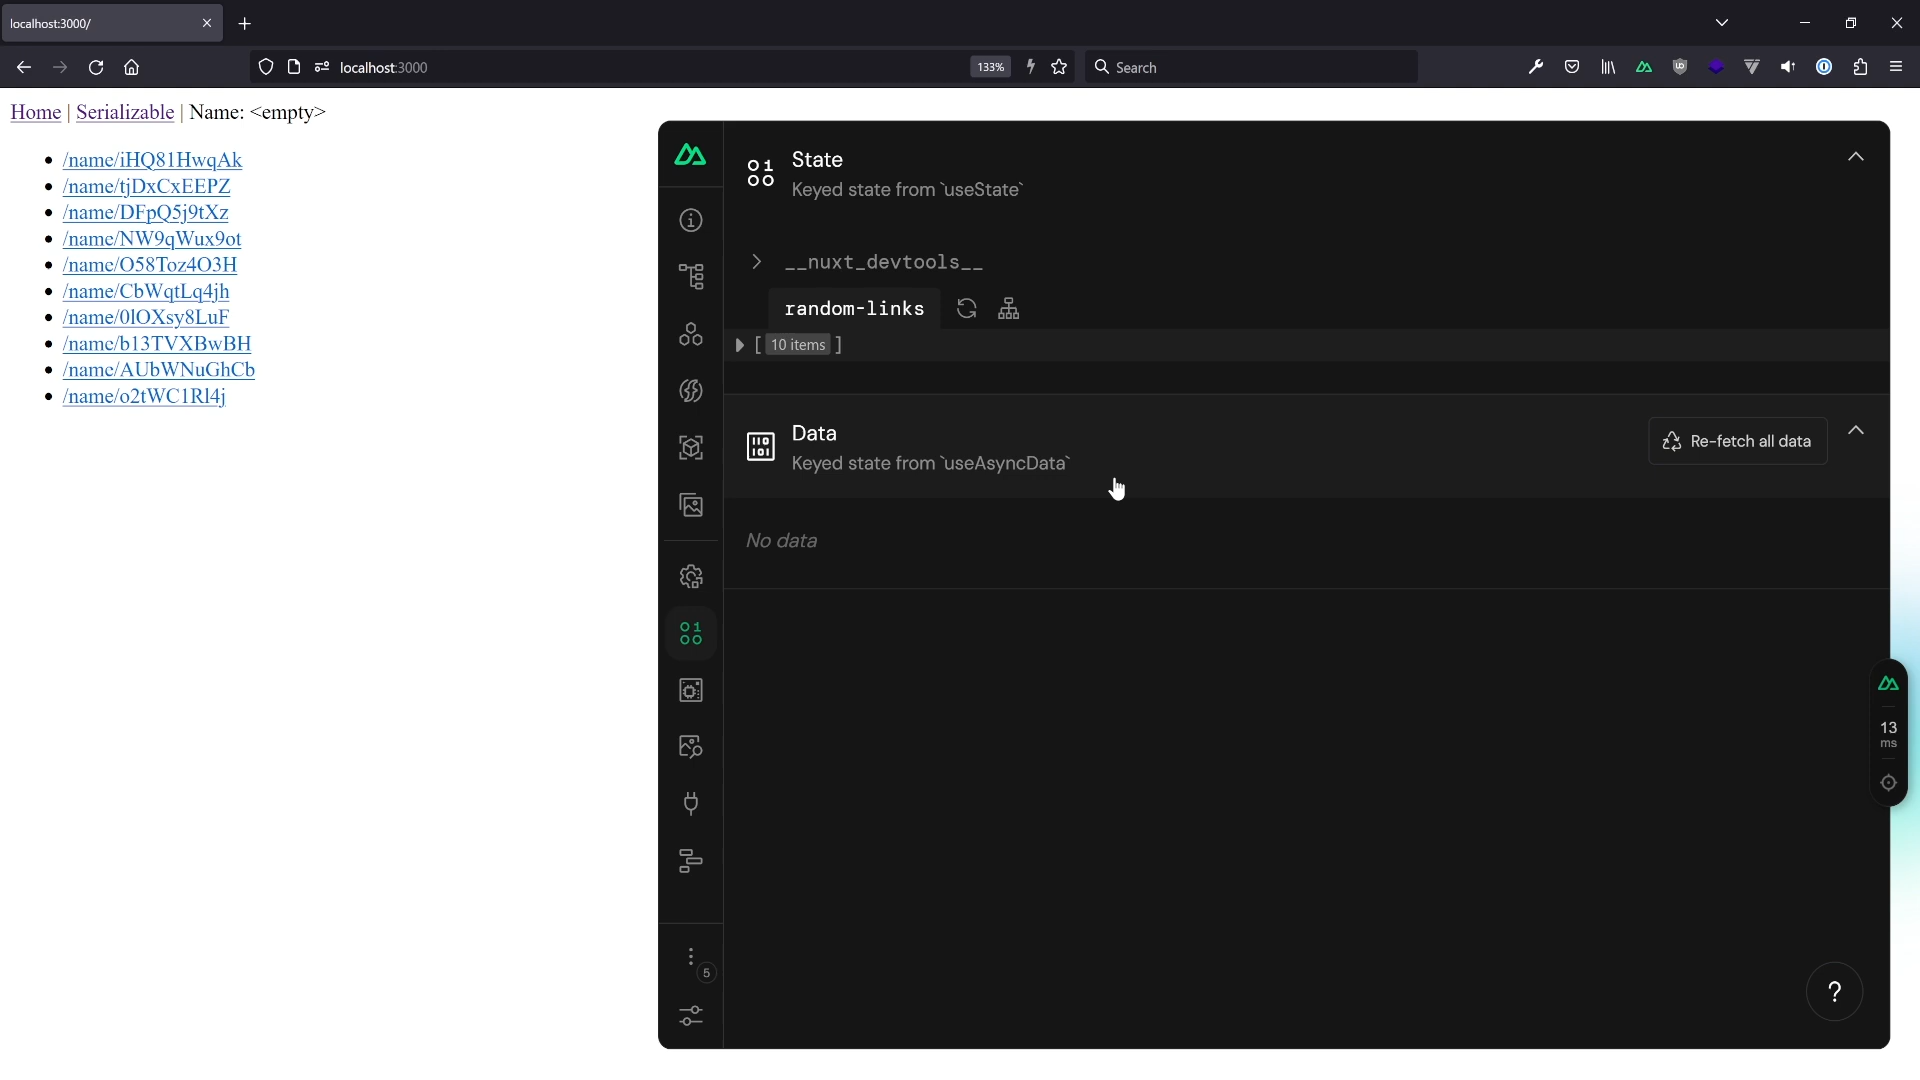 localhost:3000/
localhost:3000
133%
Search
Home | Serializable | Name: <empty>
/name/iHQ81HwqAk
/name/tjDxCxEEPZ
/name/DFpQ5j9tXz
/name/NW9qWux9ot
/name/O58Toz4O3H
/name/CbWqtLq4jh
/name/0lOXsy8LuF
/name/b13TVXBwBH
/name/AUbWNuGhCb
/name/o2tWC1Rl4j
State
Keyed state from `useState`
__nuxt_devtools__
random-links
[ 10 items ]
Data
Keyed state from `useAsyncData`
Re-fetch all data
No data
13
ms
5
?